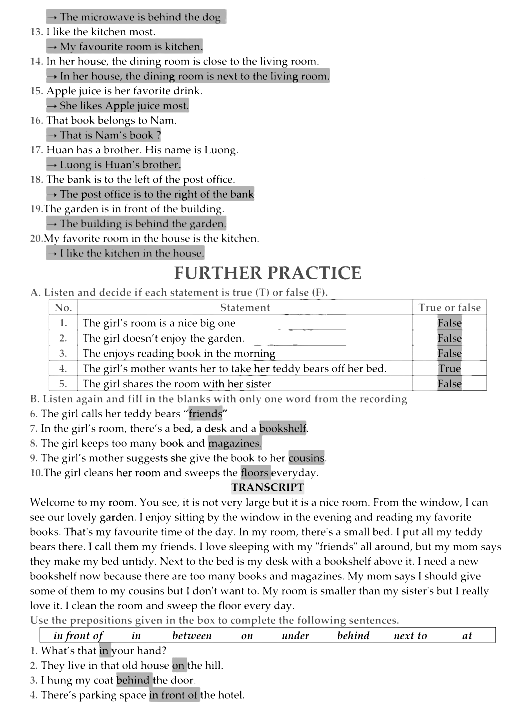 → The microwave is behind the dog
13. I like the kitchen most.
→ My favourite room is kitchen.
14. In her house, the dining room is close to the living room.
→ In her house, the dining room is next to the living room.
15. Apple juice is her favorite drink.
→ She likes Apple juice most.
16. That book belongs to Nam.
→ That is Nam's book ?
17. Huan has a brother. His name is Luong.
→ Luong is Huan's brother.
18. The bank is to the left of the post office.
→ The post office is to the right of the bank
19.The garden is in front of the building.
→ The building is behind the garden.
20.My favorite room in the house is the kitchen.
→ I like the kitchen in the house.
FURTHER PRACTICE
A. Listen and decide if each statement is true (T) or false (F).
No. Statement True or false
1. The girl's room is a nice big one False
2. The girl doesn't enjoy the garden. False
3. The enjoys reading book in the morning False
4. The girl's mother wants her to take her teddy bears off her bed. True
5. The girl shares the room with her sister False
B. Listen again and fill in the blanks with only one word from the recording
6. The girl calls her teddy bears "friends"
7. In the girl's room, there's a bed, a desk and a bookshelf.
8. The girl keeps too many book and magazines.
9. The girl's mother suggests she give the book to her cousins.
10.The girl cleans her room and sweeps the floors everyday.
TRANSCRIPT
Welcome to my room. You see, it is not very large but it is a nice room. From the window, I can
see our lovely garden. I enjoy sitting by the window in the evening and reading my favorite
books. That's my favourite time of the day. In my room, there's a small bed. I put all my teddy
bears there. I call them my friends. I love sleeping with my "friends" all around, but my mom says
they make my bed untidy. Next to the bed is my desk with a bookshelf above it. I need a new
bookshelf now because there are too many books and magazines. My mom says I should give
some of them to my cousins but I don't want to. My room is smaller than my sister's but I really
love it. I clean the room and sweep the floor every day.
Use the prepositions given in the box to complete the following sentences.
in front of in between on under behind next to at
1. What's that in your hand?
2. They live in that old house on the hill.
3. I hung my coat behind the door
4. There's parking space in front of the hotel.